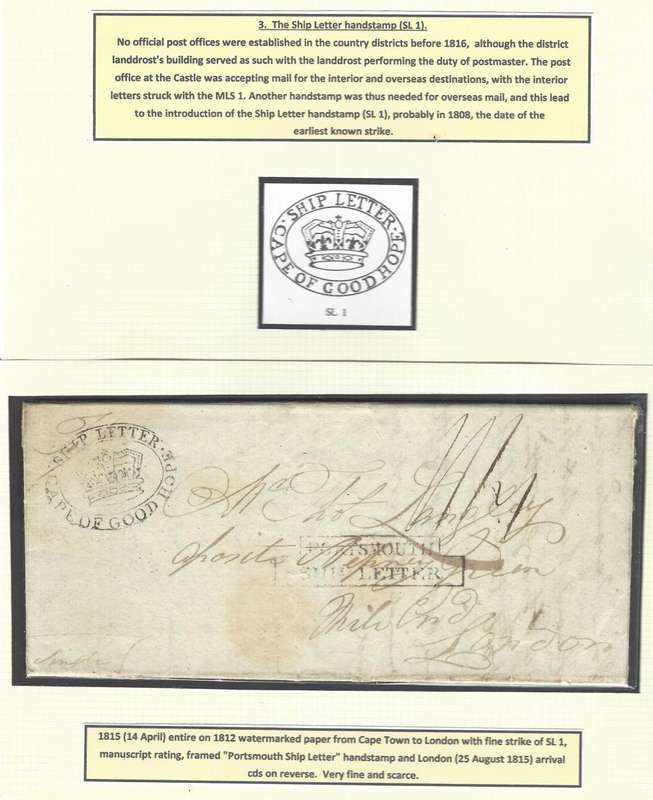 3. The Ship Letter handstamp (SL 1).
No official post offices were established in the country districts before 1816, although the district
landdrost's building served as such with the landdrost performing the duty of postmaster. The post
office at the Castle was accepting mail for the interior and overseas destinations, with the interior
letters struck with the MLS 1. Another handstamp was thus needed for overseas mail, and this lead
to the introduction of the Ship Letter handstamp (SL 1), probably in 1808, the date of the
earliest known strike.
· SHIP LETTER ·
CAPE OF GOOD HOPE
SL 1
· SHIP LETTER ·
CAPE OF GOOD HOPE
Thos Langley
oposite Green
PORTSMOUTH
SHIP LETTER
Mile End
London
Single
1815 (14 April) entire on 1812 watermarked paper from Cape Town to London with fine strike of SL 1,
manuscript rating, framed "Portsmouth Ship Letter" handstamp and London (25 August 1815) arrival
cds on reverse. Very fine and scarce.